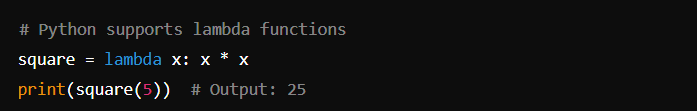 # Python supports lambda functions
square = lambda x: x * x
print(square(5))  # Output: 25